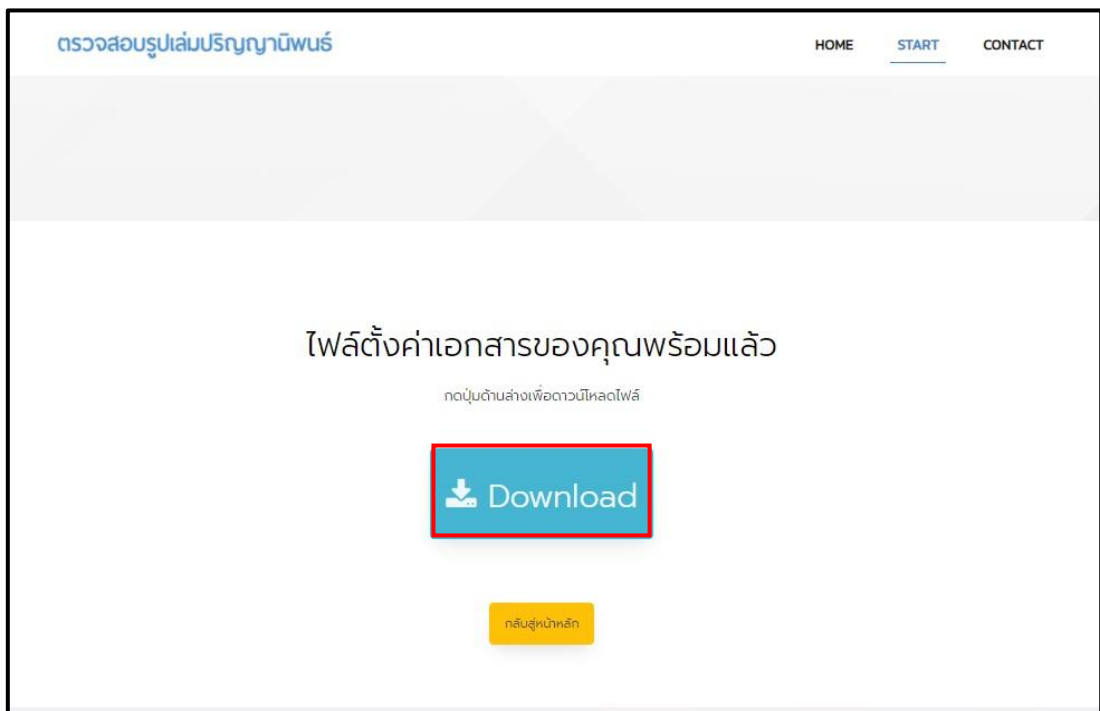 ตรวจสอบรูปเล่มปริญญานิพนธ์
HOME START CONTACT
ไฟล์ตั้งค่าเอกสารของคุณพร้อมแล้ว
กดปุ่มด้านล่างเพื่อดาวน์โหลดไฟล์
Download
กลับสู่หน้าหลัก